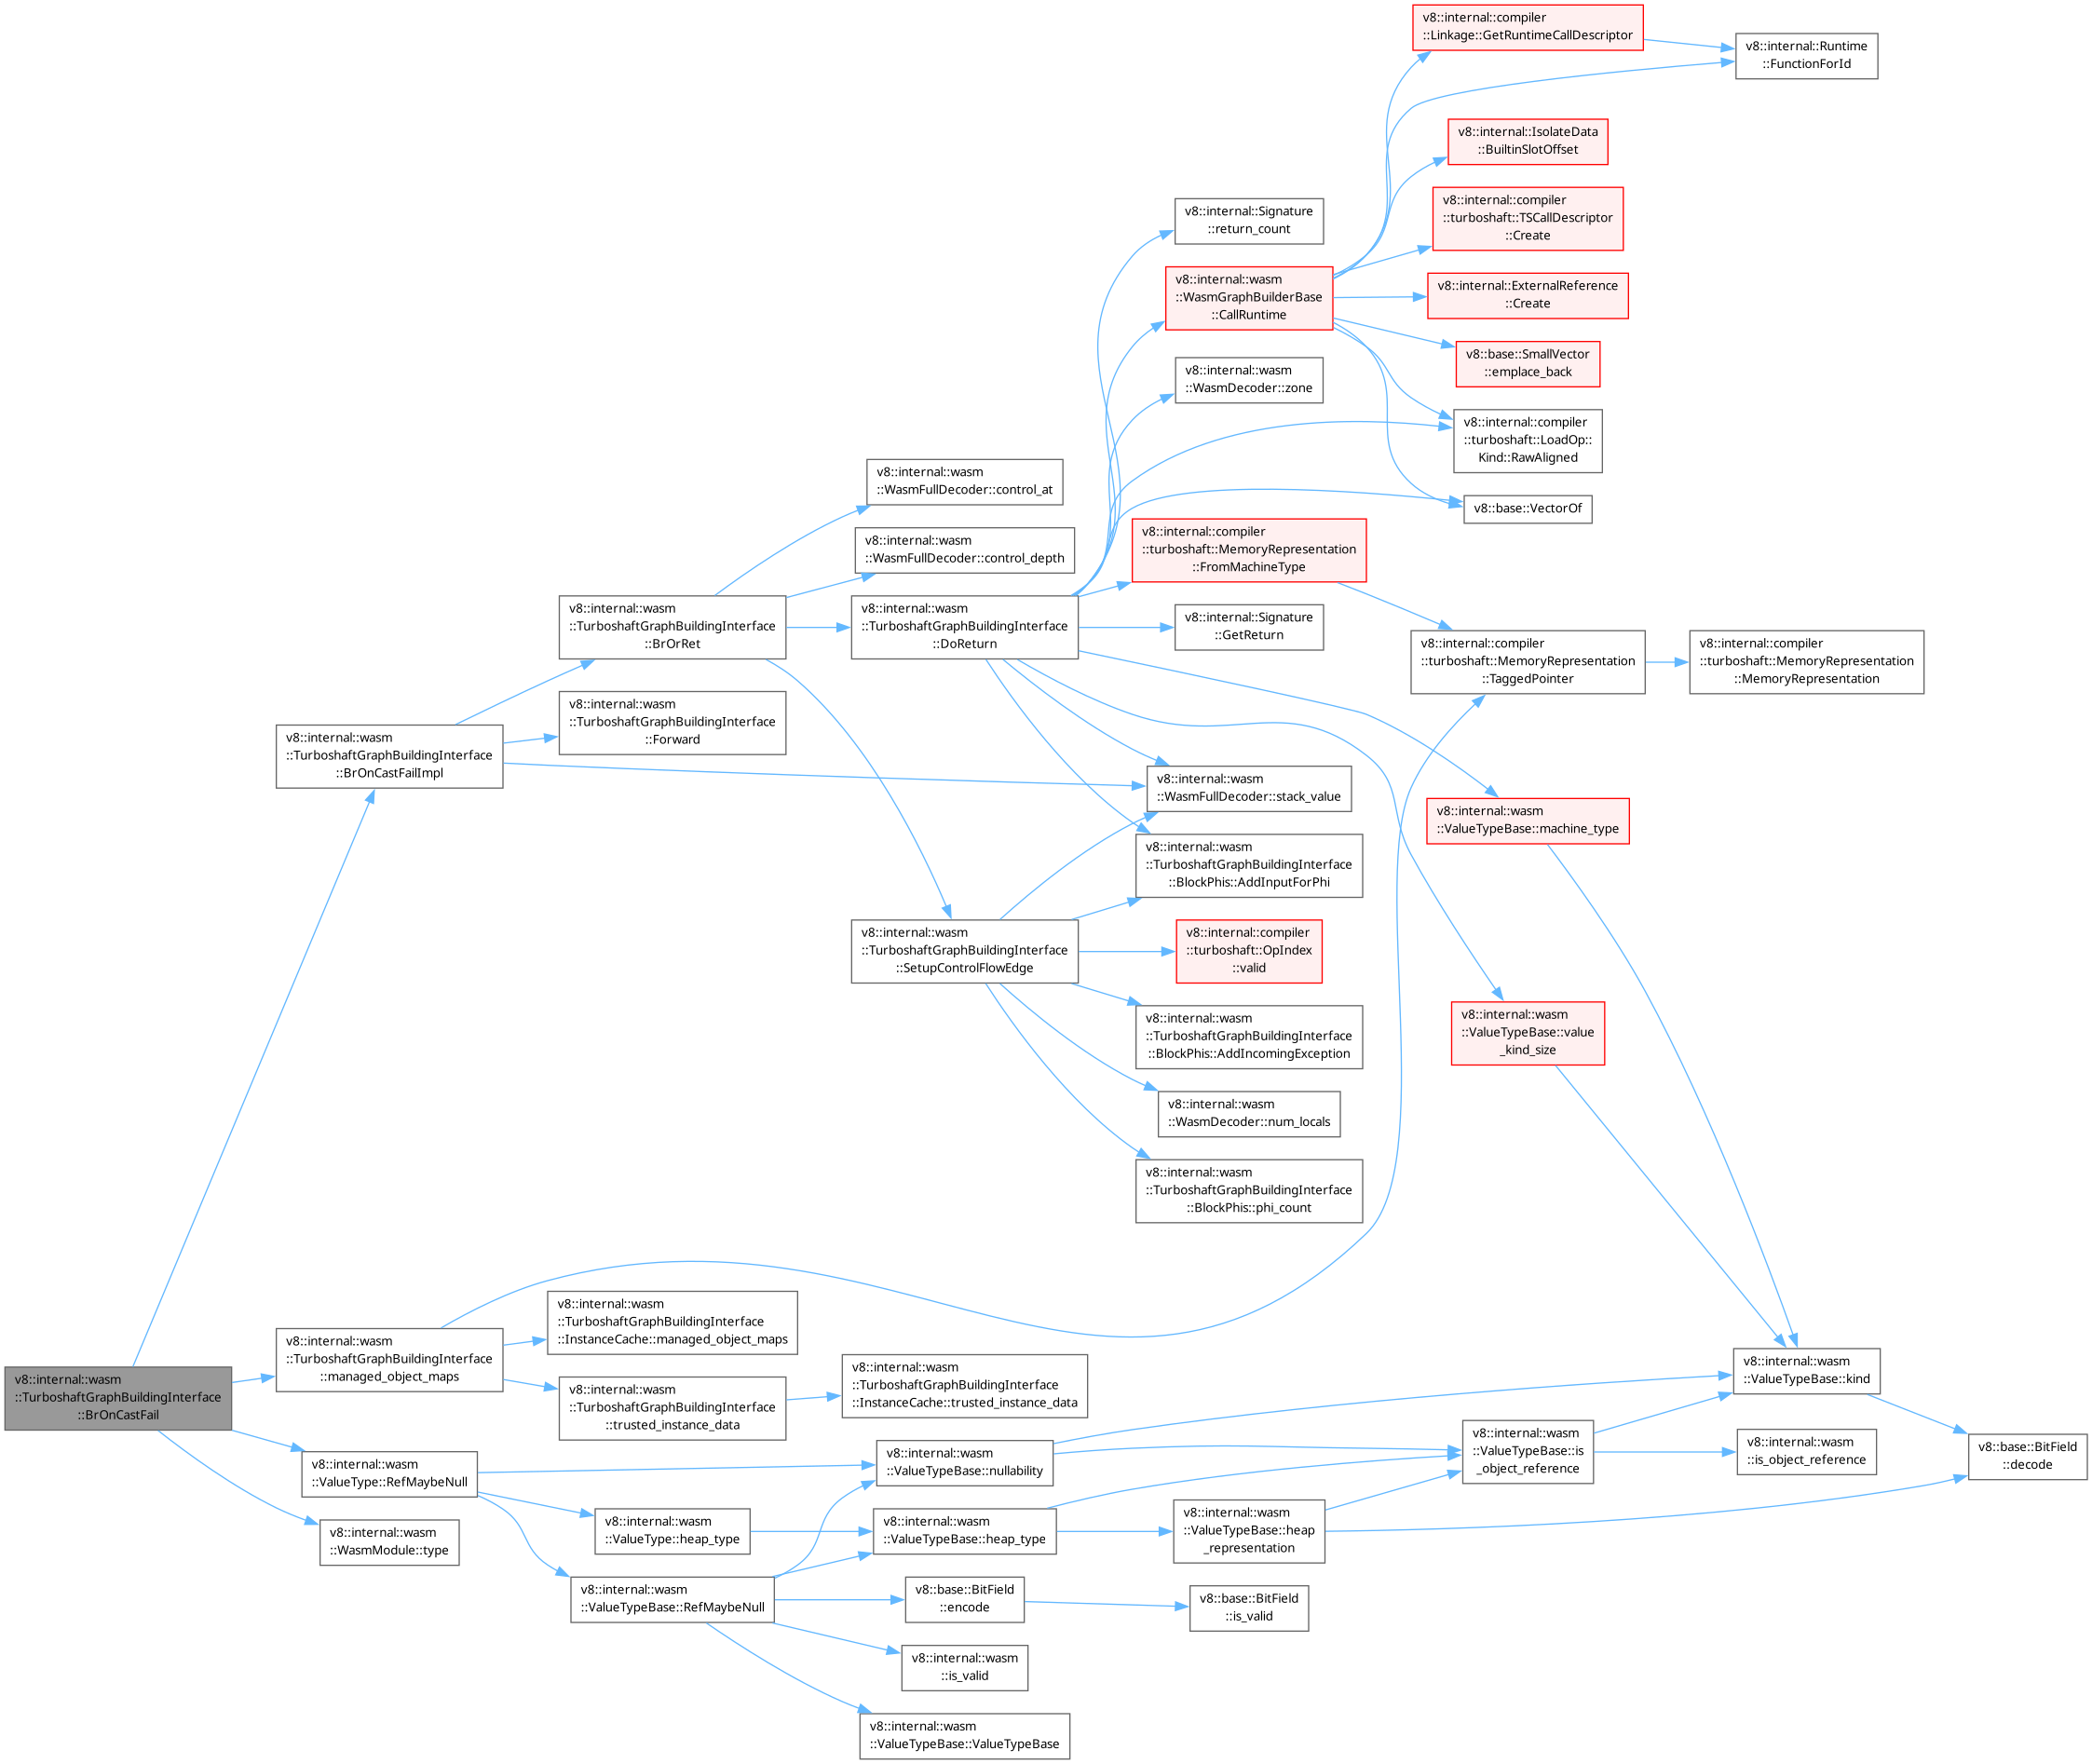 v8::internal::wasm
::TurboshaftGraphBuildingInterface
::BrOnCastFail
v8::internal::wasm
::TurboshaftGraphBuildingInterface
::BrOnCastFailImpl
v8::internal::wasm
::TurboshaftGraphBuildingInterface
::managed_object_maps
v8::internal::wasm
::ValueType::RefMaybeNull
v8::internal::wasm
::WasmModule::type
v8::internal::wasm
::TurboshaftGraphBuildingInterface
::BrOrRet
v8::internal::wasm
::TurboshaftGraphBuildingInterface
::Forward
v8::internal::wasm
::TurboshaftGraphBuildingInterface
::InstanceCache::managed_object_maps
v8::internal::wasm
::TurboshaftGraphBuildingInterface
::trusted_instance_data
v8::internal::wasm
::ValueType::heap_type
v8::internal::wasm
::ValueTypeBase::RefMaybeNull
v8::internal::wasm
::WasmFullDecoder::control_at
v8::internal::wasm
::WasmFullDecoder::control_depth
v8::internal::wasm
::TurboshaftGraphBuildingInterface
::DoReturn
v8::internal::wasm
::TurboshaftGraphBuildingInterface
::SetupControlFlowEdge
v8::internal::wasm
::TurboshaftGraphBuildingInterface
::InstanceCache::trusted_instance_data
v8::internal::wasm
::ValueTypeBase::nullability
v8::internal::wasm
::ValueTypeBase::heap_type
v8::base::BitField
::encode
v8::internal::wasm
::is_valid
v8::internal::wasm
::ValueTypeBase::ValueTypeBase
v8::internal::Signature
::return_count
v8::internal::wasm
::WasmGraphBuilderBase
::CallRuntime
v8::internal::wasm
::WasmDecoder::zone
v8::internal::compiler
::turboshaft::MemoryRepresentation
::FromMachineType
v8::internal::Signature
::GetReturn
v8::internal::wasm
::WasmFullDecoder::stack_value
v8::internal::wasm
::TurboshaftGraphBuildingInterface
::BlockPhis::AddInputForPhi
v8::internal::compiler
::turboshaft::OpIndex
::valid
v8::internal::wasm
::TurboshaftGraphBuildingInterface
::BlockPhis::AddIncomingException
v8::internal::wasm
::WasmDecoder::num_locals
v8::internal::wasm
::TurboshaftGraphBuildingInterface
::BlockPhis::phi_count
v8::internal::wasm
::ValueTypeBase::heap
_representation
v8::base::BitField
::is_valid
v8::internal::compiler
::Linkage::GetRuntimeCallDescriptor
v8::internal::IsolateData
::BuiltinSlotOffset
v8::internal::compiler
::turboshaft::TSCallDescriptor
::Create
v8::internal::ExternalReference
::Create
v8::base::SmallVector
::emplace_back
v8::internal::compiler
::turboshaft::LoadOp::
Kind::RawAligned
v8::base::VectorOf
v8::internal::compiler
::turboshaft::MemoryRepresentation
::TaggedPointer
v8::internal::wasm
::ValueTypeBase::machine_type
v8::internal::wasm
::ValueTypeBase::value
_kind_size
v8::internal::wasm
::ValueTypeBase::is
_object_reference
v8::internal::Runtime
::FunctionForId
v8::internal::compiler
::turboshaft::MemoryRepresentation
::MemoryRepresentation
v8::internal::wasm
::ValueTypeBase::kind
v8::internal::wasm
::is_object_reference
v8::base::BitField
::decode